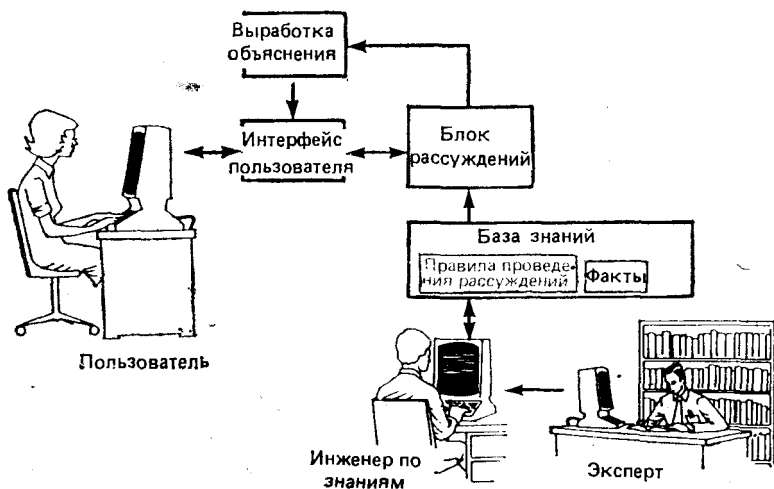 Выработка
объяснения
Интерфейс
пользователя
Блок
рассуждений
База знаний
Правила проведе-
ния рассуждений
Факты
Пользователь
Инженер по
знаниям
Эксперт